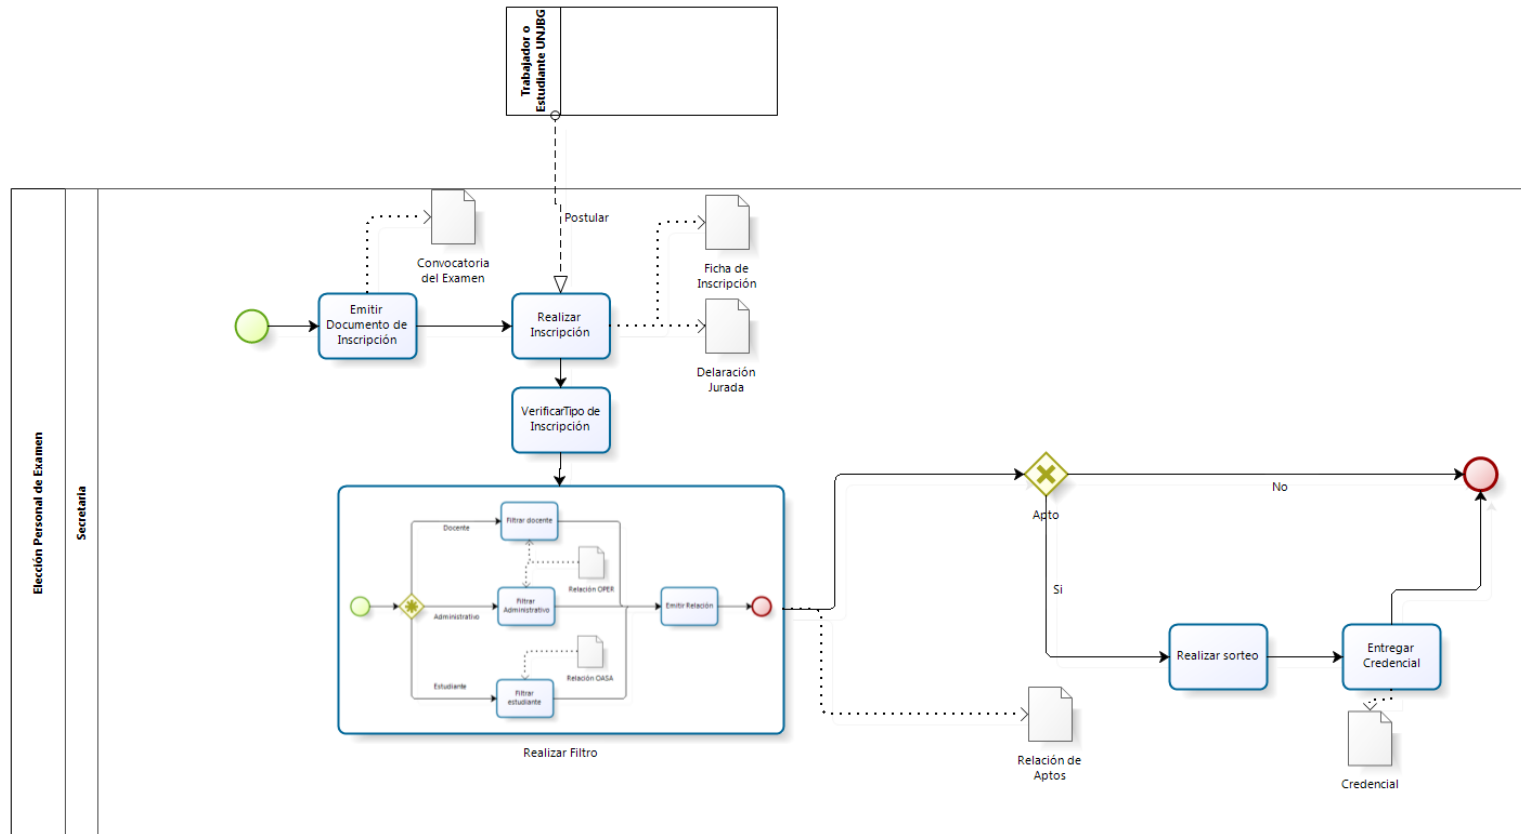 Trabajador o
Estudiante UNJBG
Elección Personal de Examen
Secretaria
Postular
Convocatoria
del Examen
Ficha de
Inscripción
Emitir
Documento de
Inscripción
Realizar
Inscripción
Delaración
Jurada
VerificarTipo de
Inscripción
Docente
Filtrar docente
Relación OPER
Administrativo
Filtrar
Administrativo
Emitir Relación
Relación OASA
Estudiante
Filtrar
estudiante
Realizar Filtro
Apto
No
Si
Realizar sorteo
Entregar
Credencial
Relación de
Aptos
Credencial